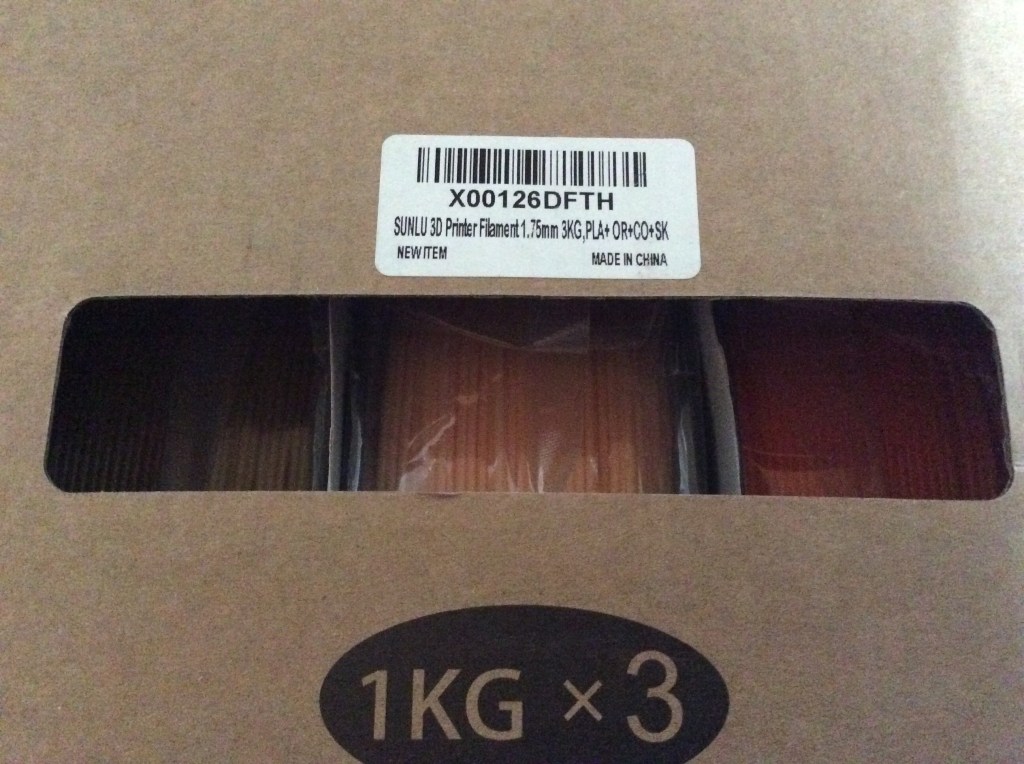 X00126DFTH
SUNLU 3D Printer Filament 1.75mm 3KG,PLA+ OR+CO+SK
NEW ITEM
MADE IN CHINA
1KG × 3